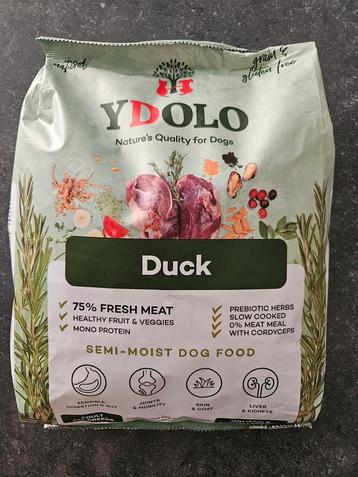 grain &
gluten free
YDOLO
Nature's Quality for Dogs
Duck
75% FRESH MEAT
HEALTHY FRUIT & VEGGIES
MONO PROTEIN
PREBIOTIC HERBS
SLOW COOKED
0% MEAT MEAL
WITH CORDYCEPS
SEMI-MOIST DOG FOOD
SENSIBLE
DIGESTION & GUT
JOINTS
& MOBILITY
SKIN
& COAT
LIVER
& KIDNEYS
ADULT